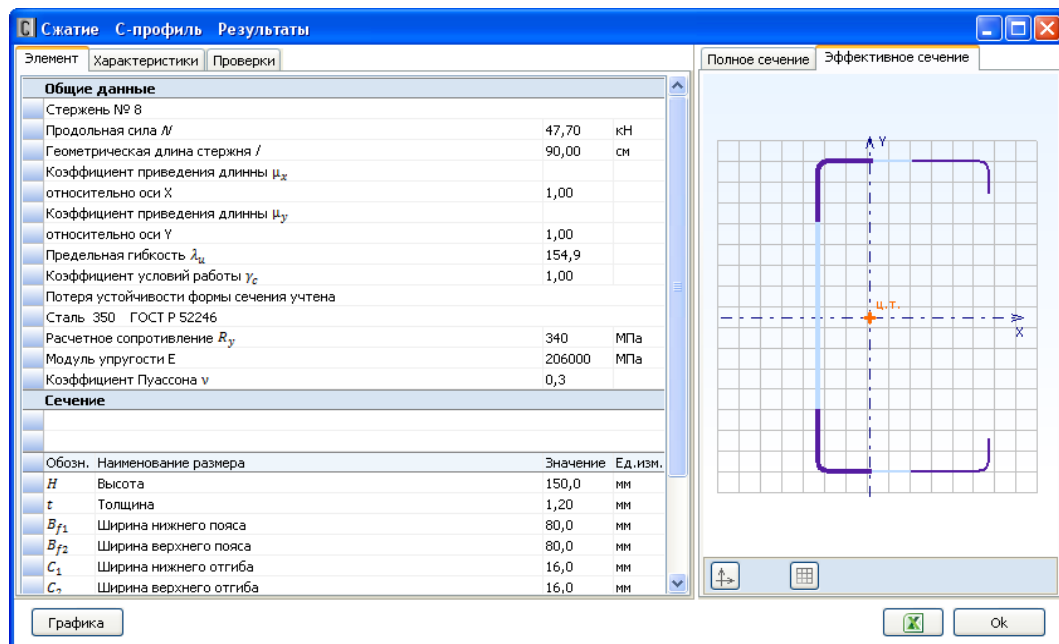 Сжатие С-профиль Результаты
Элемент Характеристики Проверки
Общие данные
Стержень № 8
Продольная сила N 47,70 кН
Геометрическая длина стержня l 90,00 см
Коэффициент приведения длинны μx
относительно оси X 1,00
Коэффициент приведения длинны μy
относительно оси Y 1,00
Предельная гибкость λu 154,9
Коэффициент условий работы γc 1,00
Потеря устойчивости формы сечения учтена
Сталь 350 ГОСТ Р 52246
Расчетное сопротивление Ry 340 МПа
Модуль упругости E 206000 МПа
Коэффициент Пуассона ν 0,3
Сечение
Обозн. Наименование размера Значение Ед.изм.
H Высота 150,0 мм
t Толщина 1,20 мм
Bf1 Ширина нижнего пояса 80,0 мм
Bf2 Ширина верхнего пояса 80,0 мм
C1 Ширина нижнего отгиба 16,0 мм
C2 Ширина верхнего отгиба 16,0 мм
Полное сечение Эффективное сечение
Y
ц.т.
X
Графика
Ok